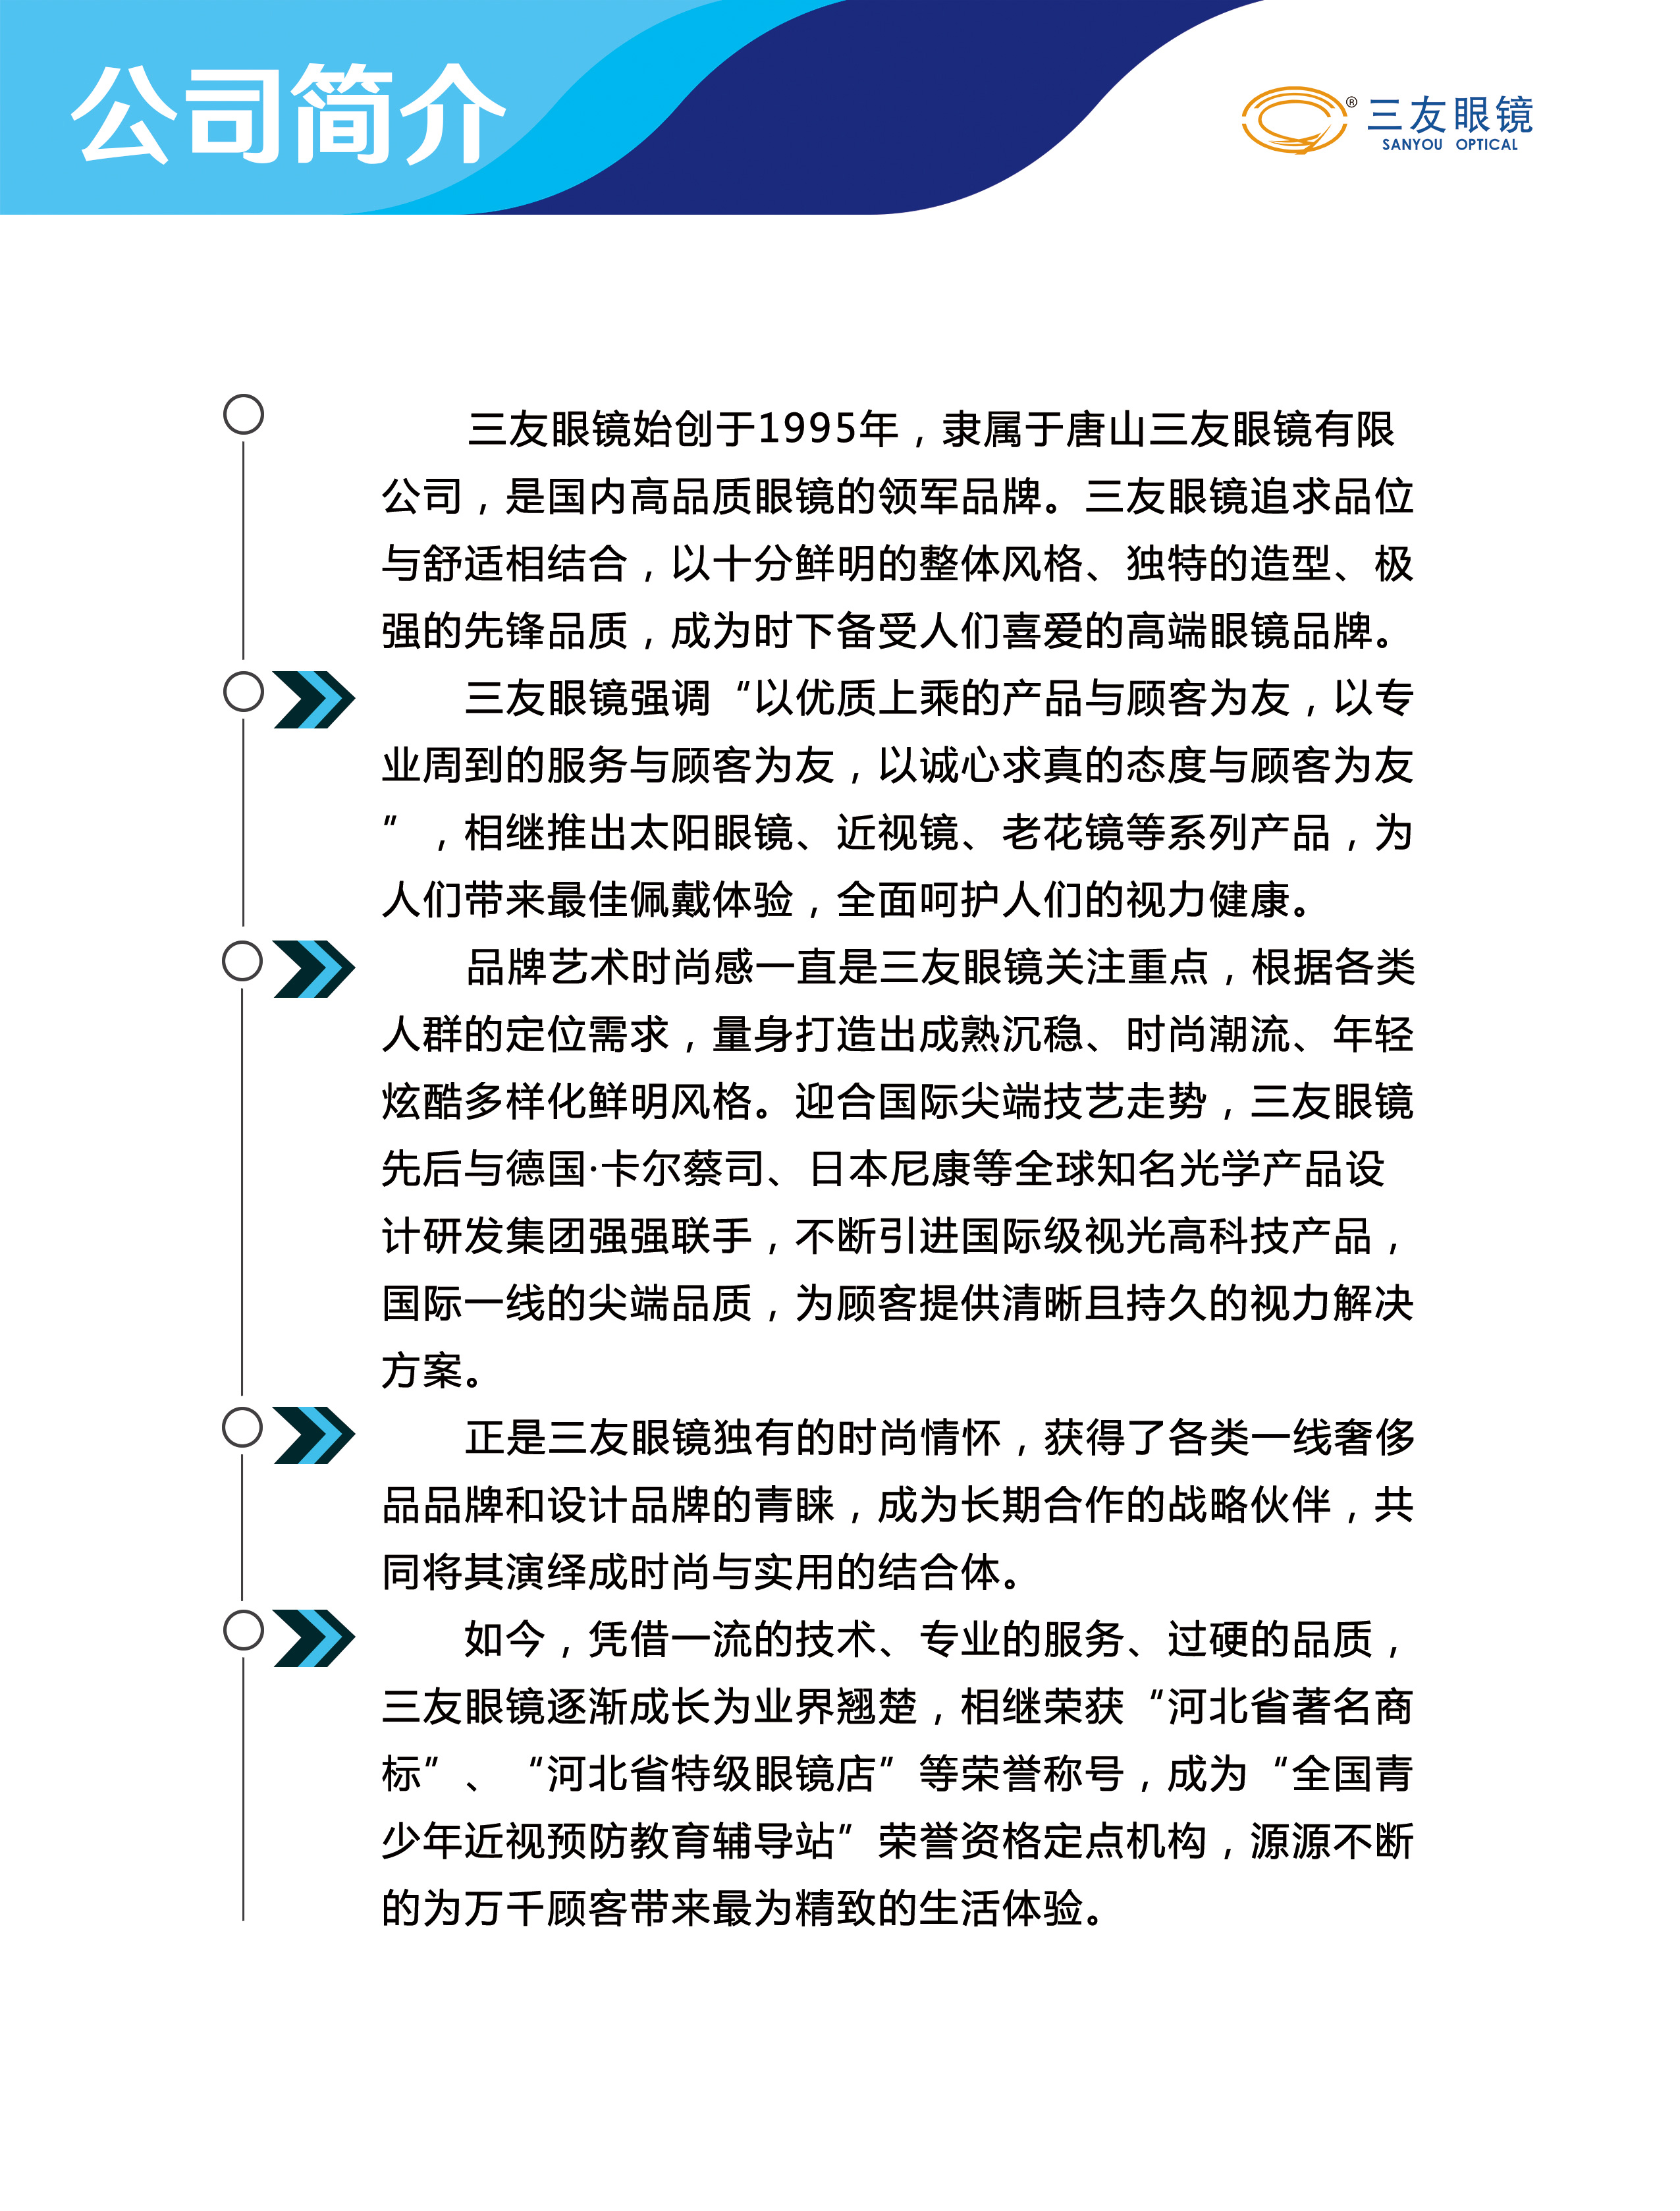 公司简介
®
三友眼镜
SANYOU OPTICAL
三友眼镜始创于1995年，隶属于唐山三友眼镜有限
公司，是国内高品质眼镜的领军品牌。三友眼镜追求品位
与舒适相结合，以十分鲜明的整体风格、独特的造型、极
强的先锋品质，成为时下备受人们喜爱的高端眼镜品牌。
三友眼镜强调“以优质上乘的产品与顾客为友，以专
业周到的服务与顾客为友，以诚心求真的态度与顾客为友
”，相继推出太阳眼镜、近视镜、老花镜等系列产品，为
人们带来最佳佩戴体验，全面呵护人们的视力健康。
品牌艺术时尚感一直是三友眼镜关注重点，根据各类
人群的定位需求，量身打造出成熟沉稳、时尚潮流、年轻
炫酷多样化鲜明风格。迎合国际尖端技艺走势，三友眼镜
先后与德国·卡尔蔡司、日本尼康等全球知名光学产品设
计研发集团强强联手，不断引进国际级视光高科技产品，
国际一线的尖端品质，为顾客提供清晰且持久的视力解决
方案。
正是三友眼镜独有的时尚情怀，获得了各类一线奢侈
品品牌和设计品牌的青睐，成为长期合作的战略伙伴，共
同将其演绎成时尚与实用的结合体。
如今，凭借一流的技术、专业的服务、过硬的品质，
三友眼镜逐渐成长为业界翘楚，相继荣获“河北省著名商
标”、“河北省特级眼镜店”等荣誉称号，成为“全国青
少年近视预防教育辅导站”荣誉资格定点机构，源源不断
的为万千顾客带来最为精致的生活体验。